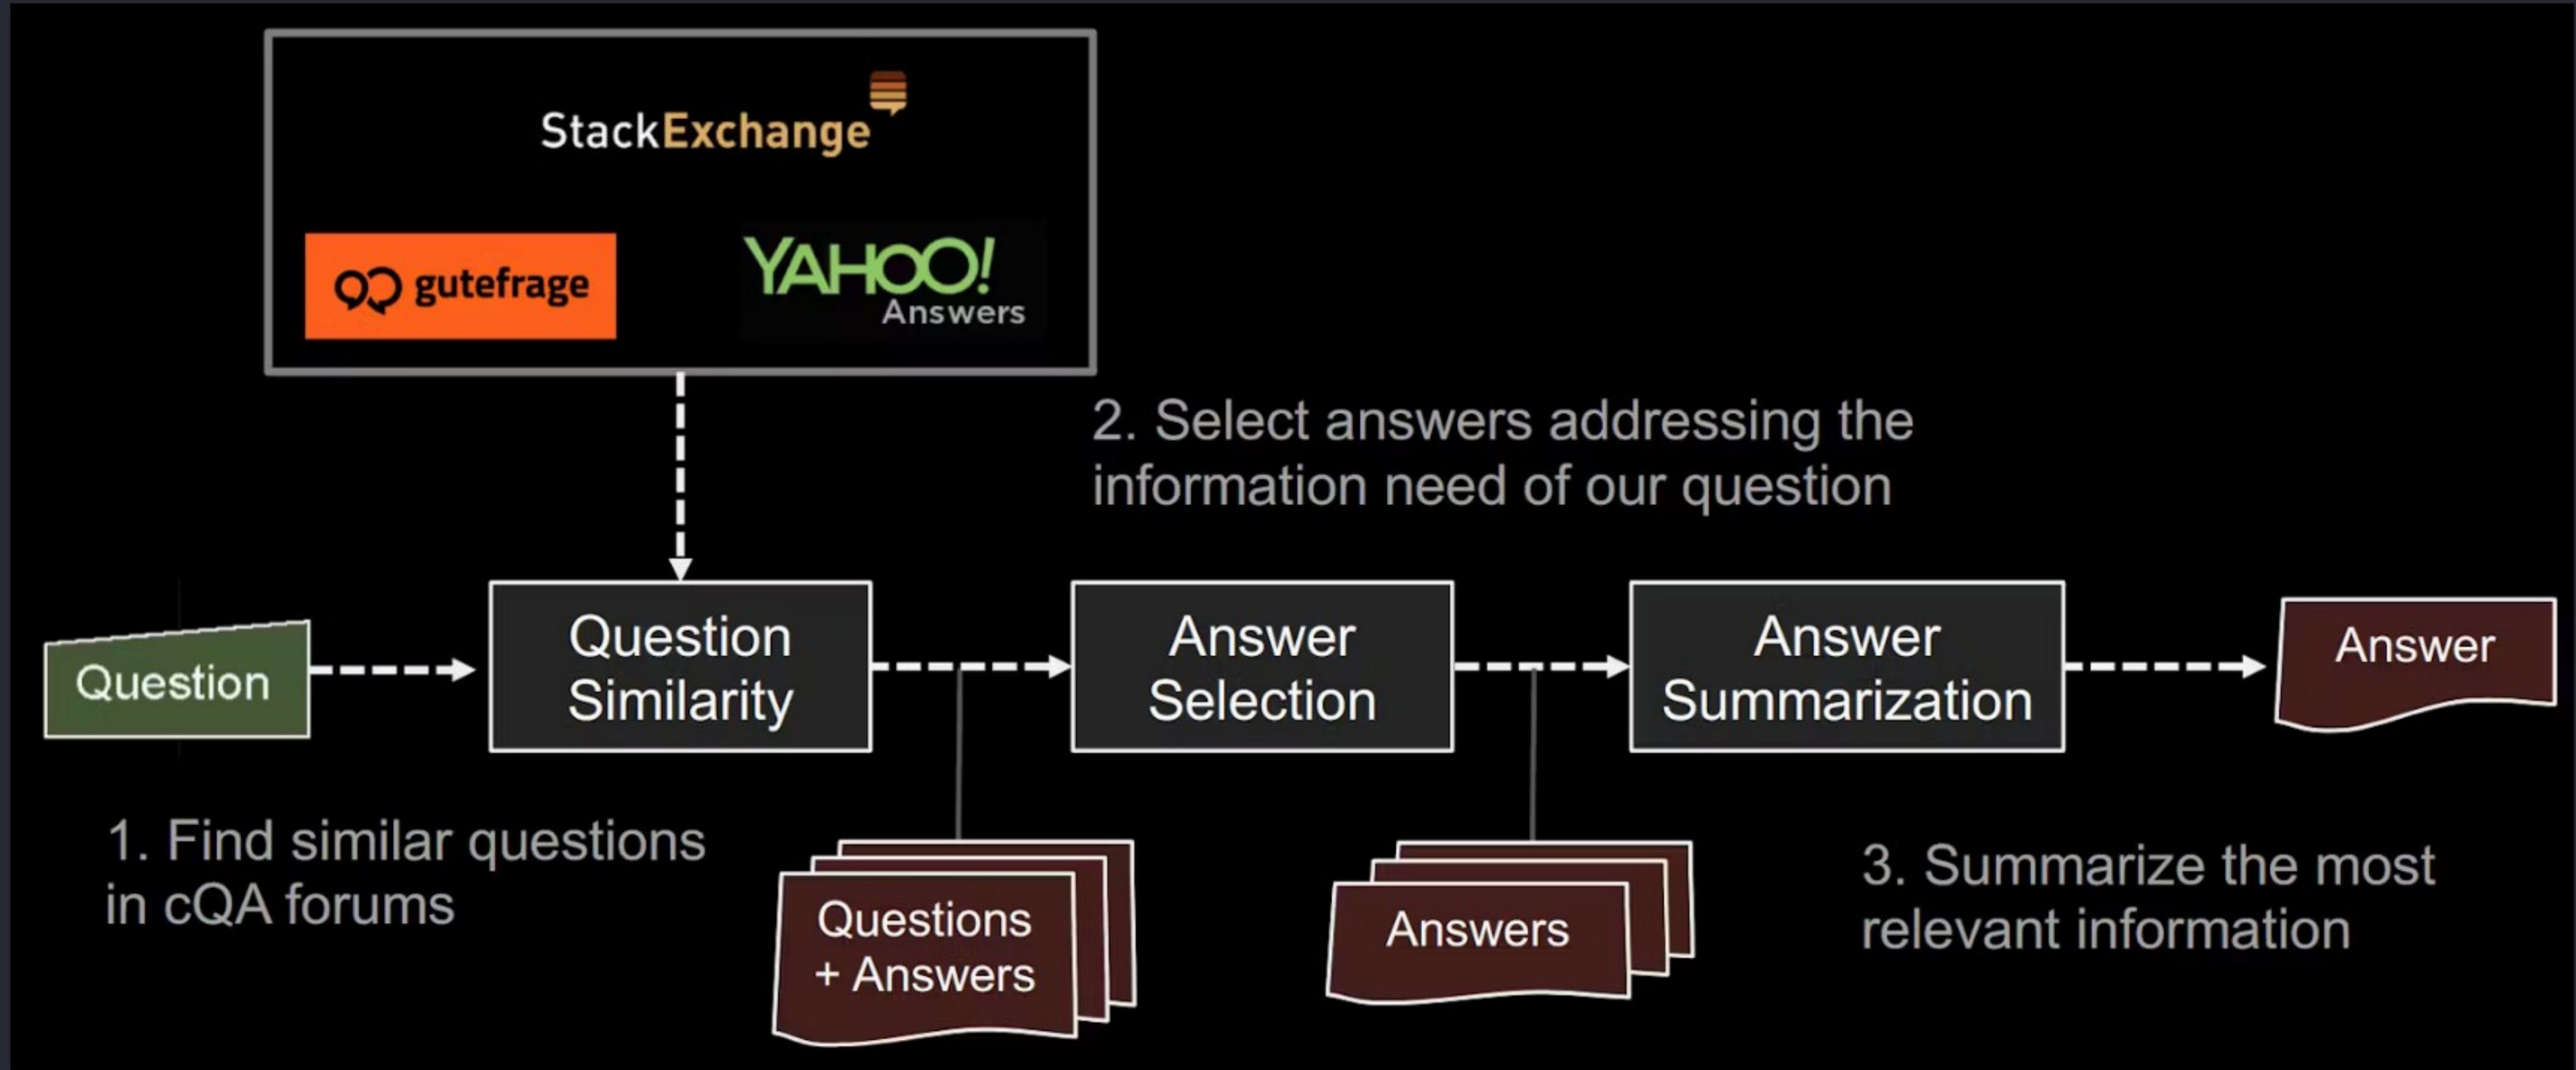 StackExchange
gutefrage
YAHOO!
Answers
2. Select answers addressing the
information need of our question
Question
Question
Similarity
Answer
Selection
Answer
Summarization
Answer
1. Find similar questions
in cQA forums
Questions
+ Answers
Answers
3. Summarize the most
relevant information